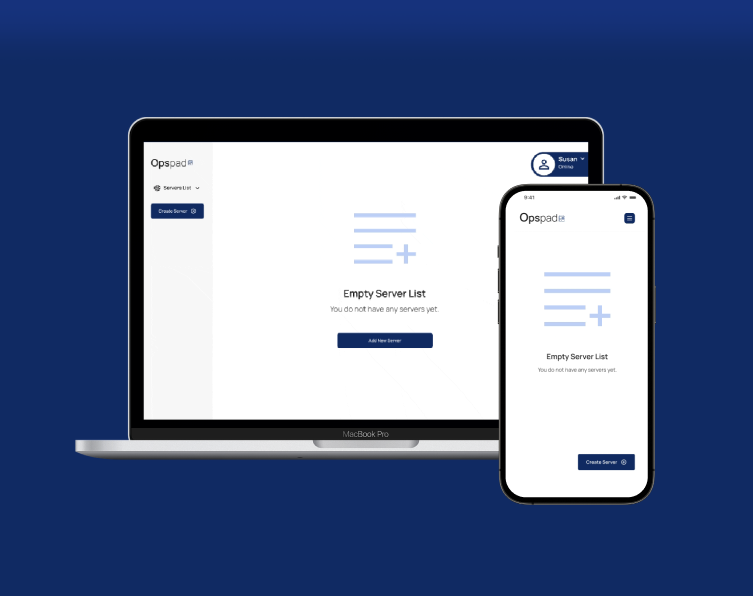 Opspad
Servers List
Create Server
Susan
Online
Empty Server List
You do not have any servers yet.
Add New Server
MacBook Pro
9:41
Opspad
Empty Server List
You do not have any servers yet.
Create Server